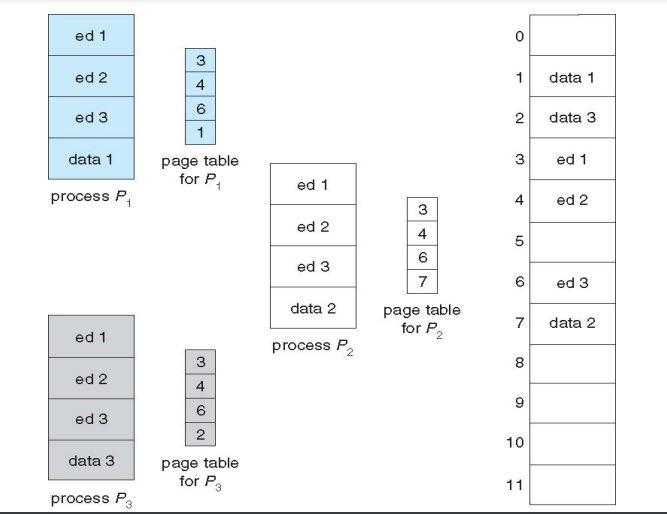 ed 1
ed 2
ed 3
data 1
process P1
3
4
6
1
page table
for P1
ed 1
ed 2
ed 3
data 2
process P2
3
4
6
7
page table
for P2
ed 1
ed 2
ed 3
data 3
process P3
3
4
6
2
page table
for P3
0
1 data 1
2 data 3
3 ed 1
4 ed 2
5
6 ed 3
7 data 2
8
9
10
11